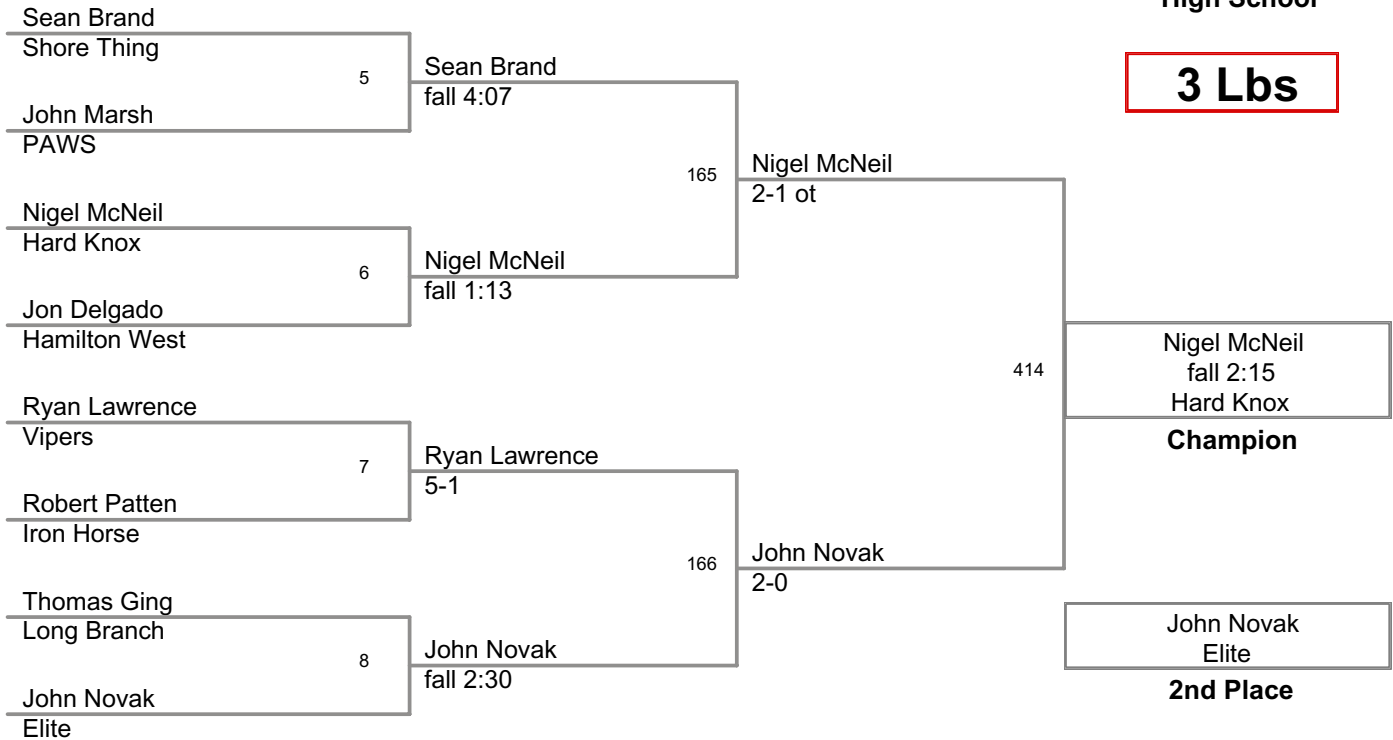 High School
3 Lbs
Sean Brand
Shore Thing
5
John Marsh
PAWS
Sean Brand
fall 4:07
Nigel McNeil
Hard Knox
6
Jon Delgado
Hamilton West
Nigel McNeil
fall 1:13
165
Nigel McNeil
2-1 ot
Ryan Lawrence
Vipers
7
Robert Patten
Iron Horse
Ryan Lawrence
5-1
Thomas Ging
Long Branch
8
John Novak
Elite
John Novak
fall 2:30
166
John Novak
2-0
414
Nigel McNeil
fall 2:15
Hard Knox
Champion
John Novak
Elite
2nd Place